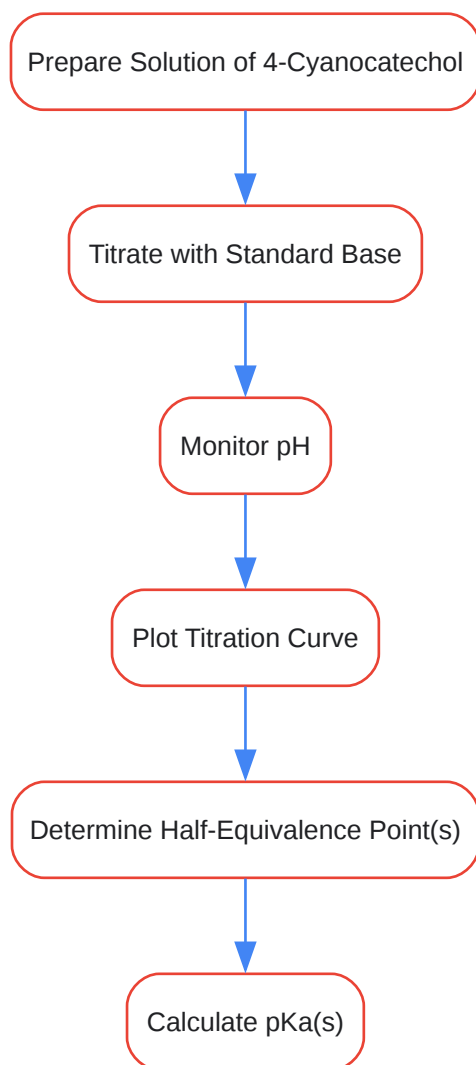 Prepare Solution of 4-Cyanocatechol
Titrate with Standard Base
Monitor pH
Plot Titration Curve
Determine Half-Equivalence Point(s)
Calculate pKa(s)